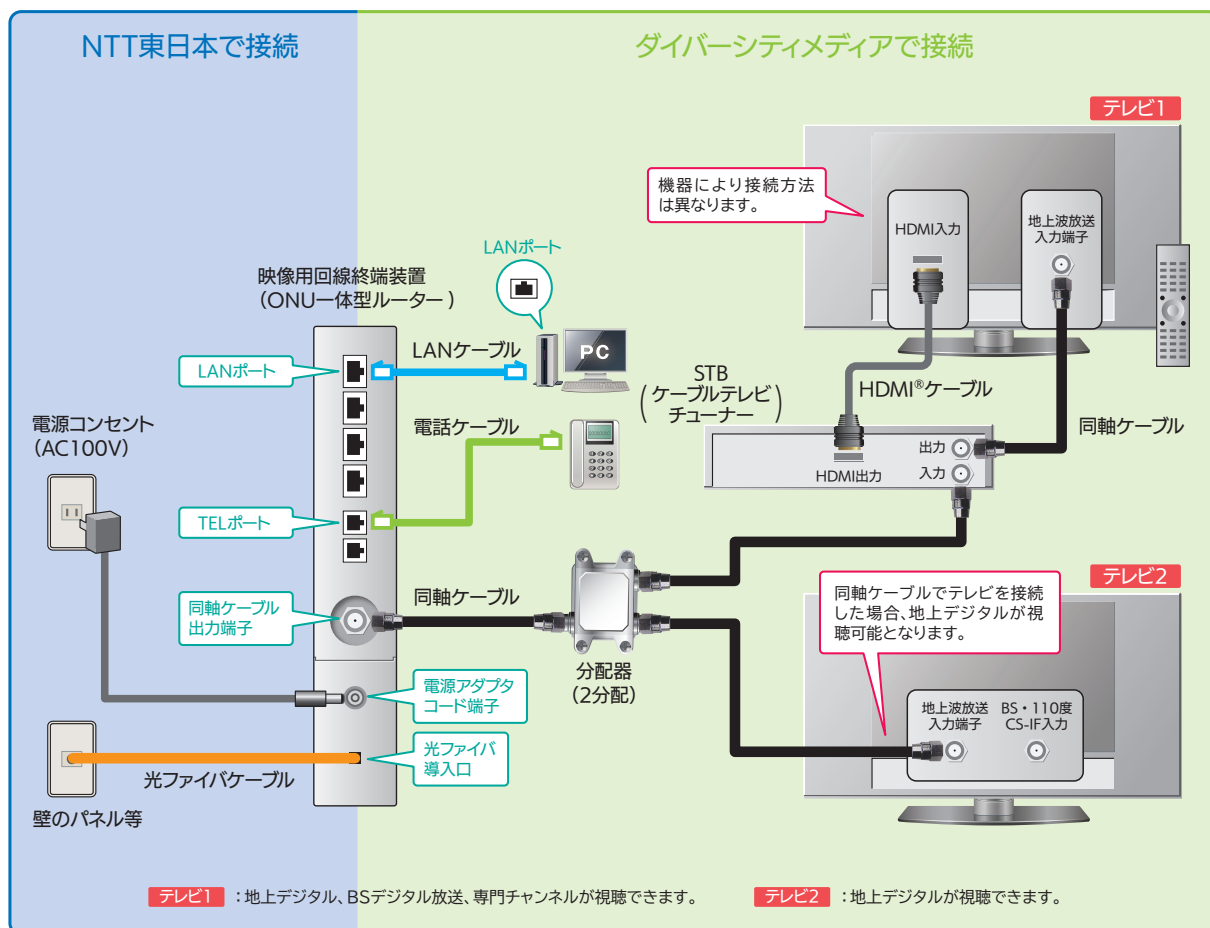 NTT東日本で接続
ダイバーシティメディアで接続
テレビ1
機器により接続方法
は異なります。
HDMI入力
地上波放送
入力端子
LANポート
映像用回線終端装置
（ONU一体型ルーター）
LANケーブル
PC
LANポート
STB
（ケーブルテレビ
チューナー）
HDMI®ケーブル
同軸ケーブル
電源コンセント
（AC100V）
電話ケーブル
出力
入力
HDMI出力
TELポート
テレビ2
同軸ケーブルでテレビを接続
した場合、地上デジタルが視
聴可能となります。
同軸ケーブル
出力端子
同軸ケーブル
分配器
（2分配）
電源アダプタ
コード端子
地上波放送
入力端子
BS・110度
CS-IF入力
光ファイバ
導入口
光ファイバケーブル
壁のパネル等
テレビ1 ：地上デジタル、BSデジタル放送、専門チャンネルが視聴できます。
テレビ2 ：地上デジタルが視聴できます。